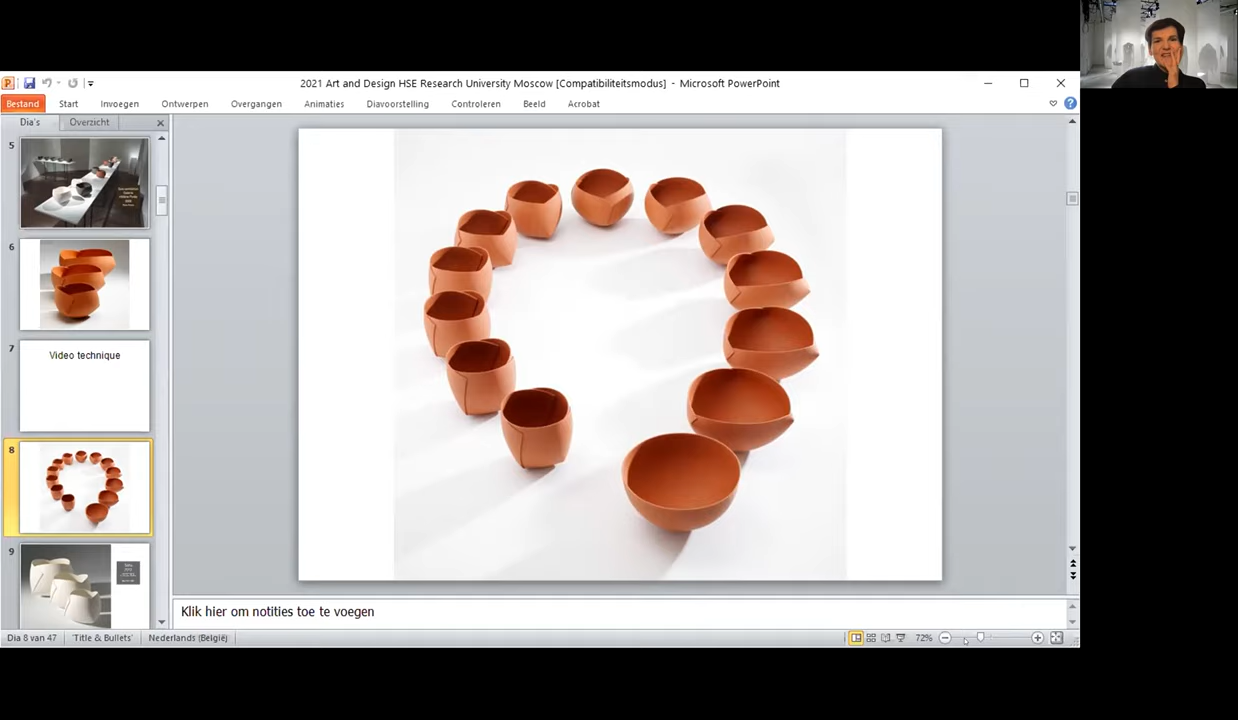 2021 Art and Design HSE Research University Moscow [Compatibiliteitsmodus] - Microsoft PowerPoint
Bestand Start Invoegen Ontwerpen Overgangen Animaties Diavoorstelling Controleren Beeld Acrobat
Dia's Overzicht
5
6
7
Video technique
8
9
Klik hier om notities toe te voegen
Dia 8 van 47 'Title & Bullets' Nederlands (België) 72%